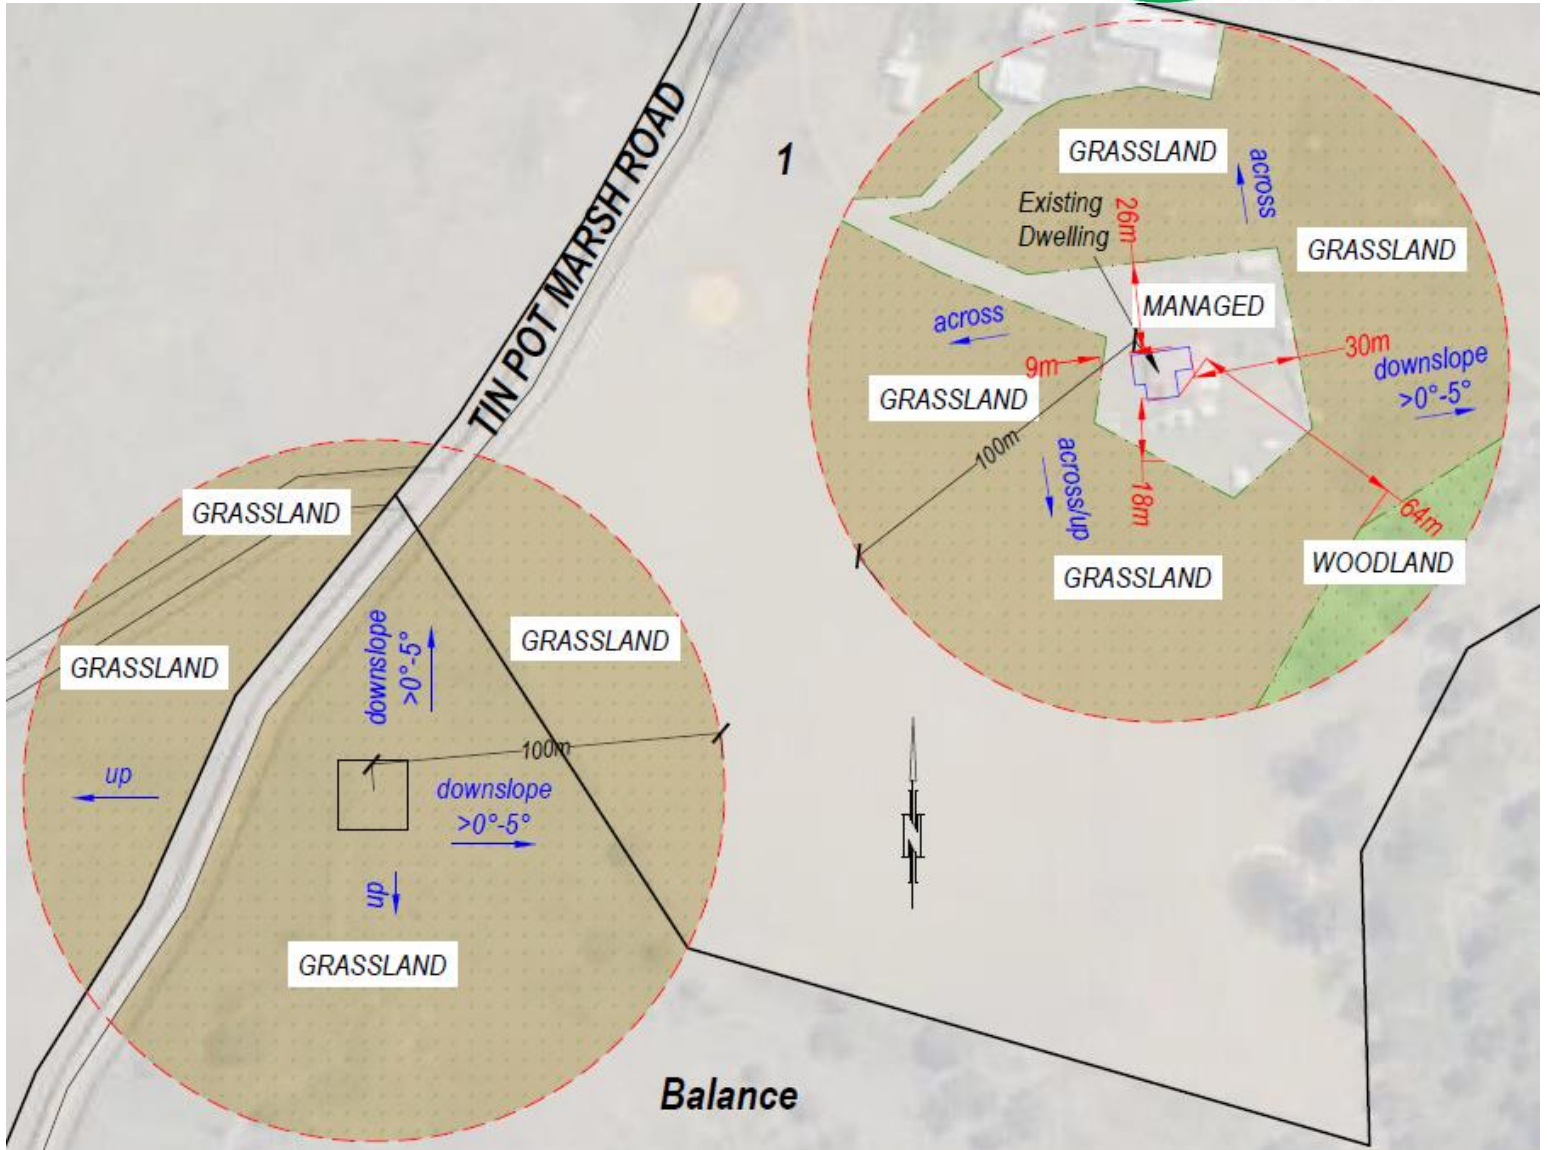 TIN POT MARSH ROAD
1
GRASSLAND
across
Existing
Dwelling
26m
GRASSLAND
MANAGED
across
9m
30m
downslope
>0°-5°
GRASSLAND
100m
across/up
18m
64m
WOODLAND
GRASSLAND
GRASSLAND
GRASSLAND
GRASSLAND
downslope
>0°-5°
up
100m
downslope
>0°-5°
up
GRASSLAND
N
Balance